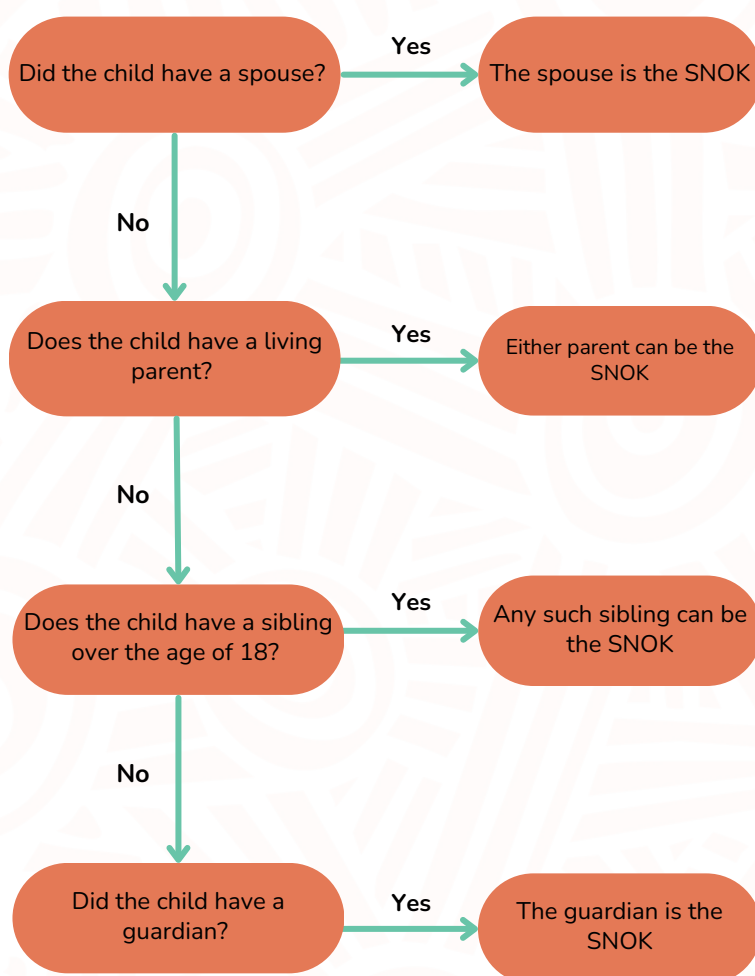 Did the child have a spouse?
Yes
The spouse is the SNOK
No
Does the child have a living
parent?
Yes
Either parent can be the
SNOK
No
Does the child have a sibling
over the age of 18?
Yes
Any such sibling can be
the SNOK
No
Did the child have a
guardian?
Yes
The guardian is the
SNOK